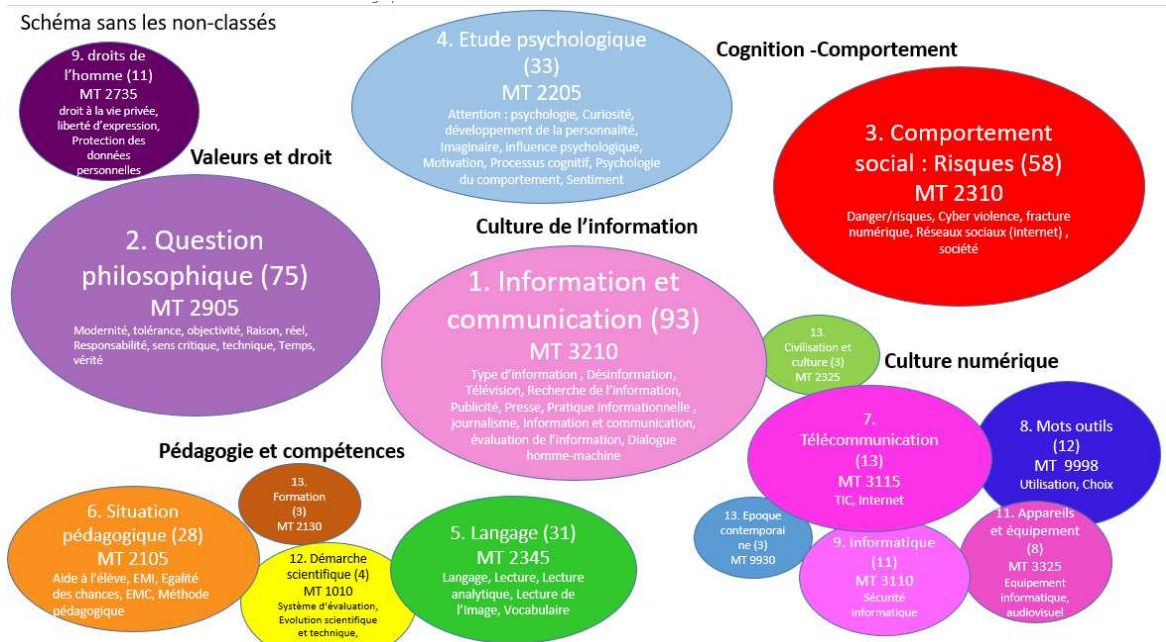 Schéma sans les non-classés
9. droits de
l'homme (11)
MT 2735
droit à la vie privée,
liberté d'expression,
Protection des
données
personnelles
Valeurs et droit
4. Etude psychologique
(33)
MT 2205
Attention : psychologie, Curiosité,
développement de la personnalité,
Imaginaire, influence psychologique,
Motivation, Processus cognitif, Psychologie
du comportement, Sentiment
Cognition -Comportement
3. Comportement
social : Risques (58)
MT 2310
Danger/risques, Cyber violence, fracture
numérique, Réseaux sociaux (internet) ,
société
2. Question
philosophique (75)
MT 2905
Modernité, tolérance, objectivité, Raison, réel,
Responsabilité, sens critique, technique, Temps,
vérité
Culture de l'information
1. Information et
communication (93)
MT 3210
Type d'information , Désinformation,
Télévision, Recherche de l'information,
Publicité, Presse, Pratique informationnelle ,
journalisme, Information et communication,
évaluation de l'information, Dialogue
homme-machine
13.
Civilisation et
culture (3)
MT 2325
Culture numérique
7.
Télécommunication
(13)
MT 3115
TIC, Internet
8. Mots outils
(12)
MT 9998
Utilisation, Choix
13. Epoque
contemporai
ne (3)
MT 9930
9. Informatique
(11)
MT 3110
Sécurité
informatique
11. Appareils
et équipement
(8)
MT 3325
Equipement
informatique,
audiovisuel
Pédagogie et compétences
13.
Formation
(3)
MT 2130
6. Situation
pédagogique (28)
MT 2105
Aide à l'élève, EMI, Egalité
des chances, EMC, Méthode
pédagogique
12. Démarche
scientifique (4)
MT 1010
Système d'évaluation,
Evolution scientifique
et technique,
5. Langage (31)
MT 2345
Langage, Lecture, Lecture
analytique, Lecture de
l'Image, Vocabulaire